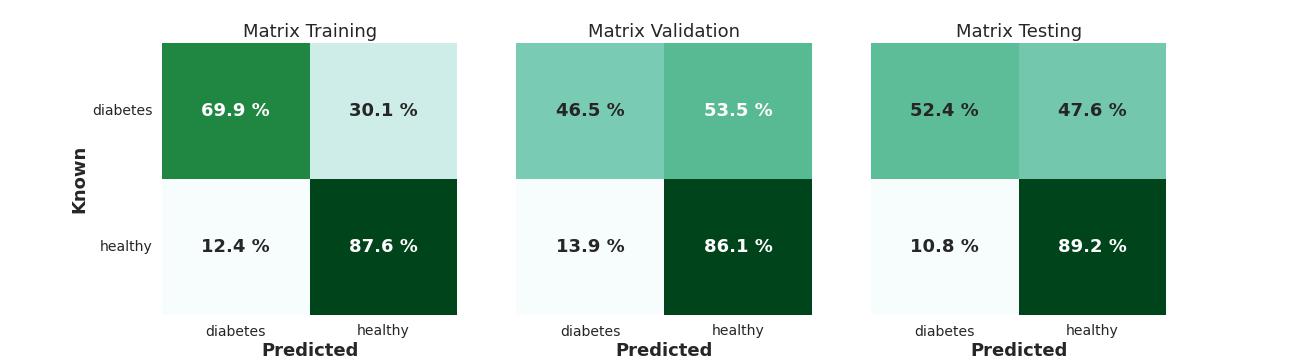 Matrix Training Matrix Validation Matrix Testing
diabetes 69.9 % 30.1 % 46.5 % 53.5 % 52.4 % 47.6 %
Known
healthy 12.4 % 87.6 % 13.9 % 86.1 % 10.8 % 89.2 %
diabetes healthy diabetes healthy diabetes healthy
Predicted Predicted Predicted